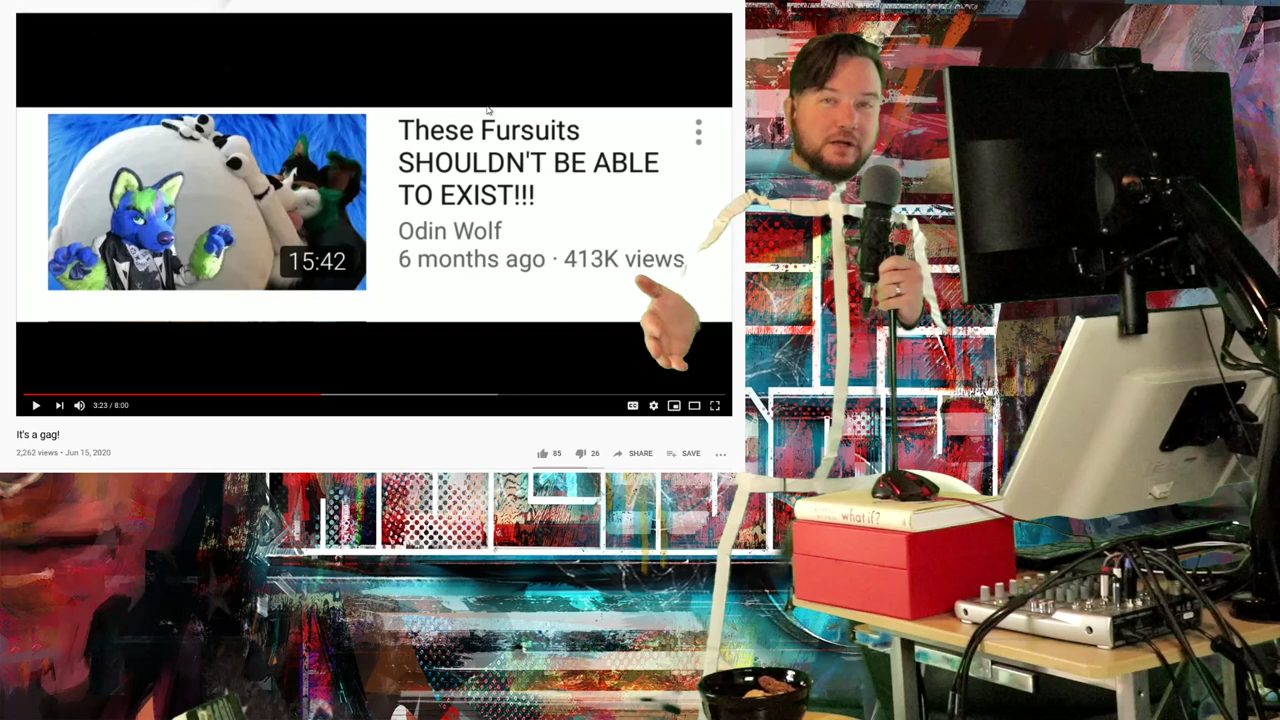 These Fursuits
SHOULDN'T BE ABLE
TO EXIST!!!
Odin Wolf
6 months ago · 413K views
15:42
3:23 / 8:00
CC
It's a gag!
2,262 views • Jun 15, 2020
85
26
SHARE
SAVE
what if?